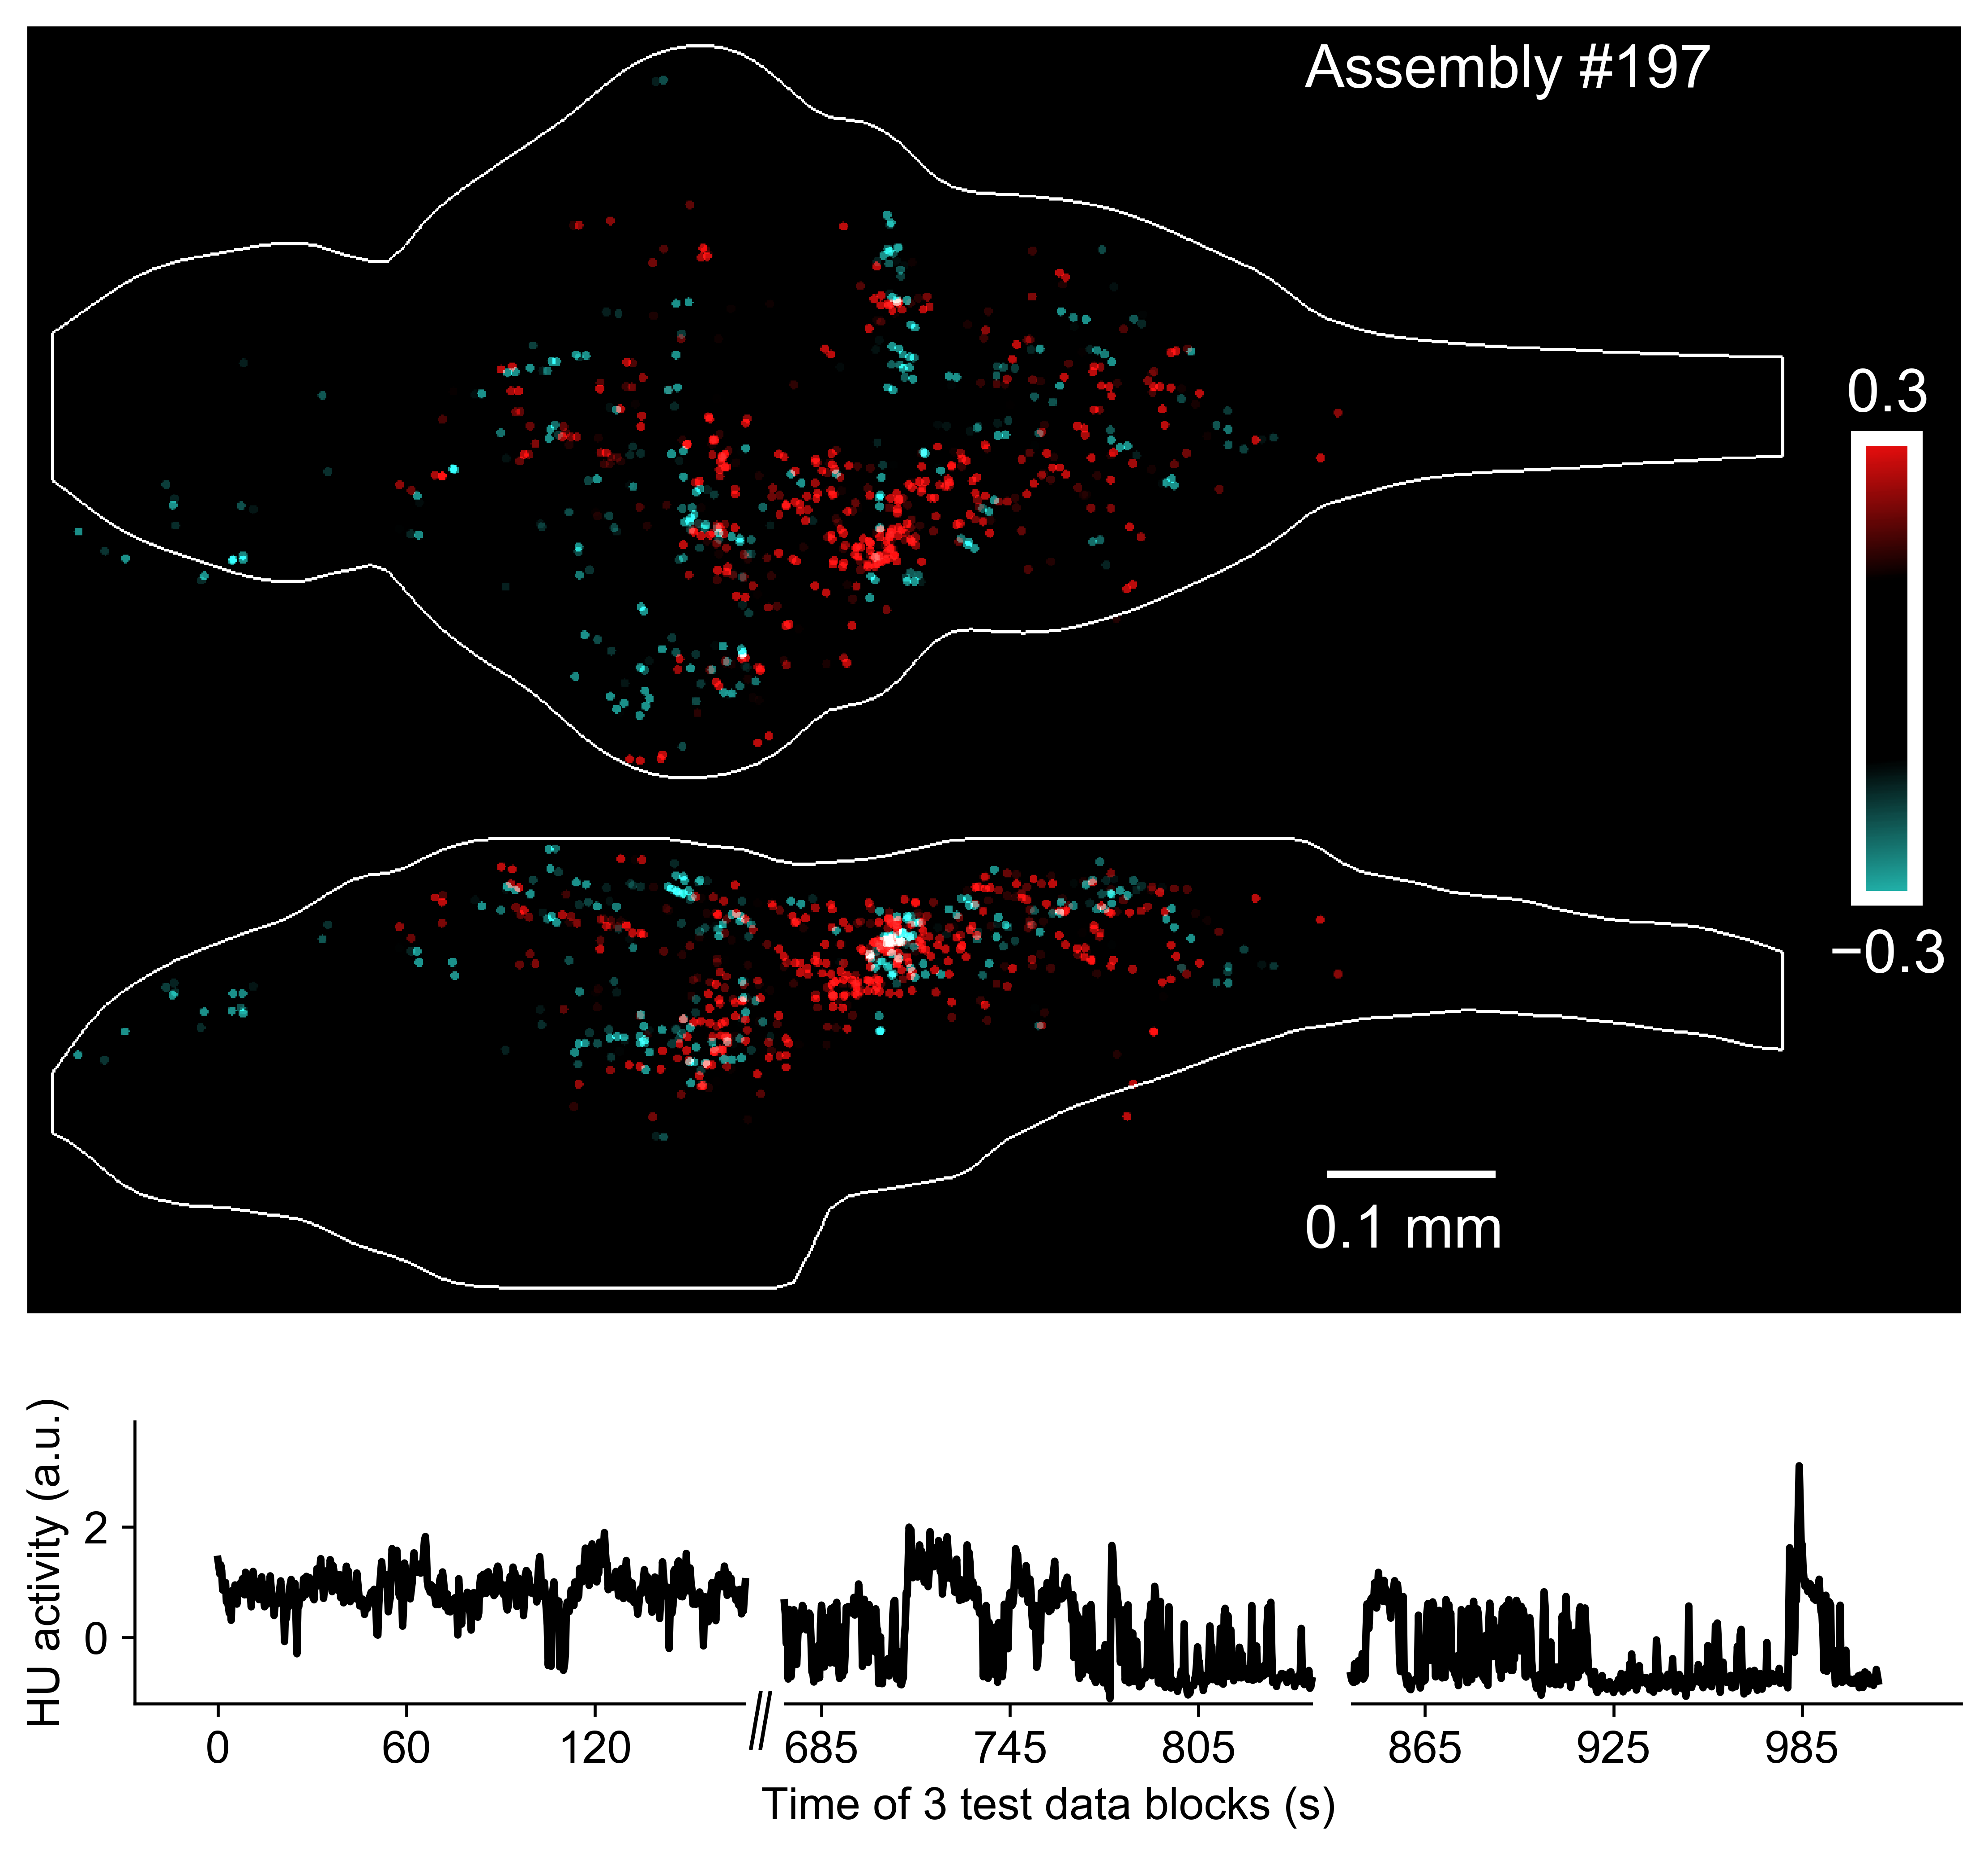 Assembly #197
0.3
−0.3
0.1 mm
HU activity (a.u.)
2
0
0 60 120 685 745 805 865 925 985
Time of 3 test data blocks (s)